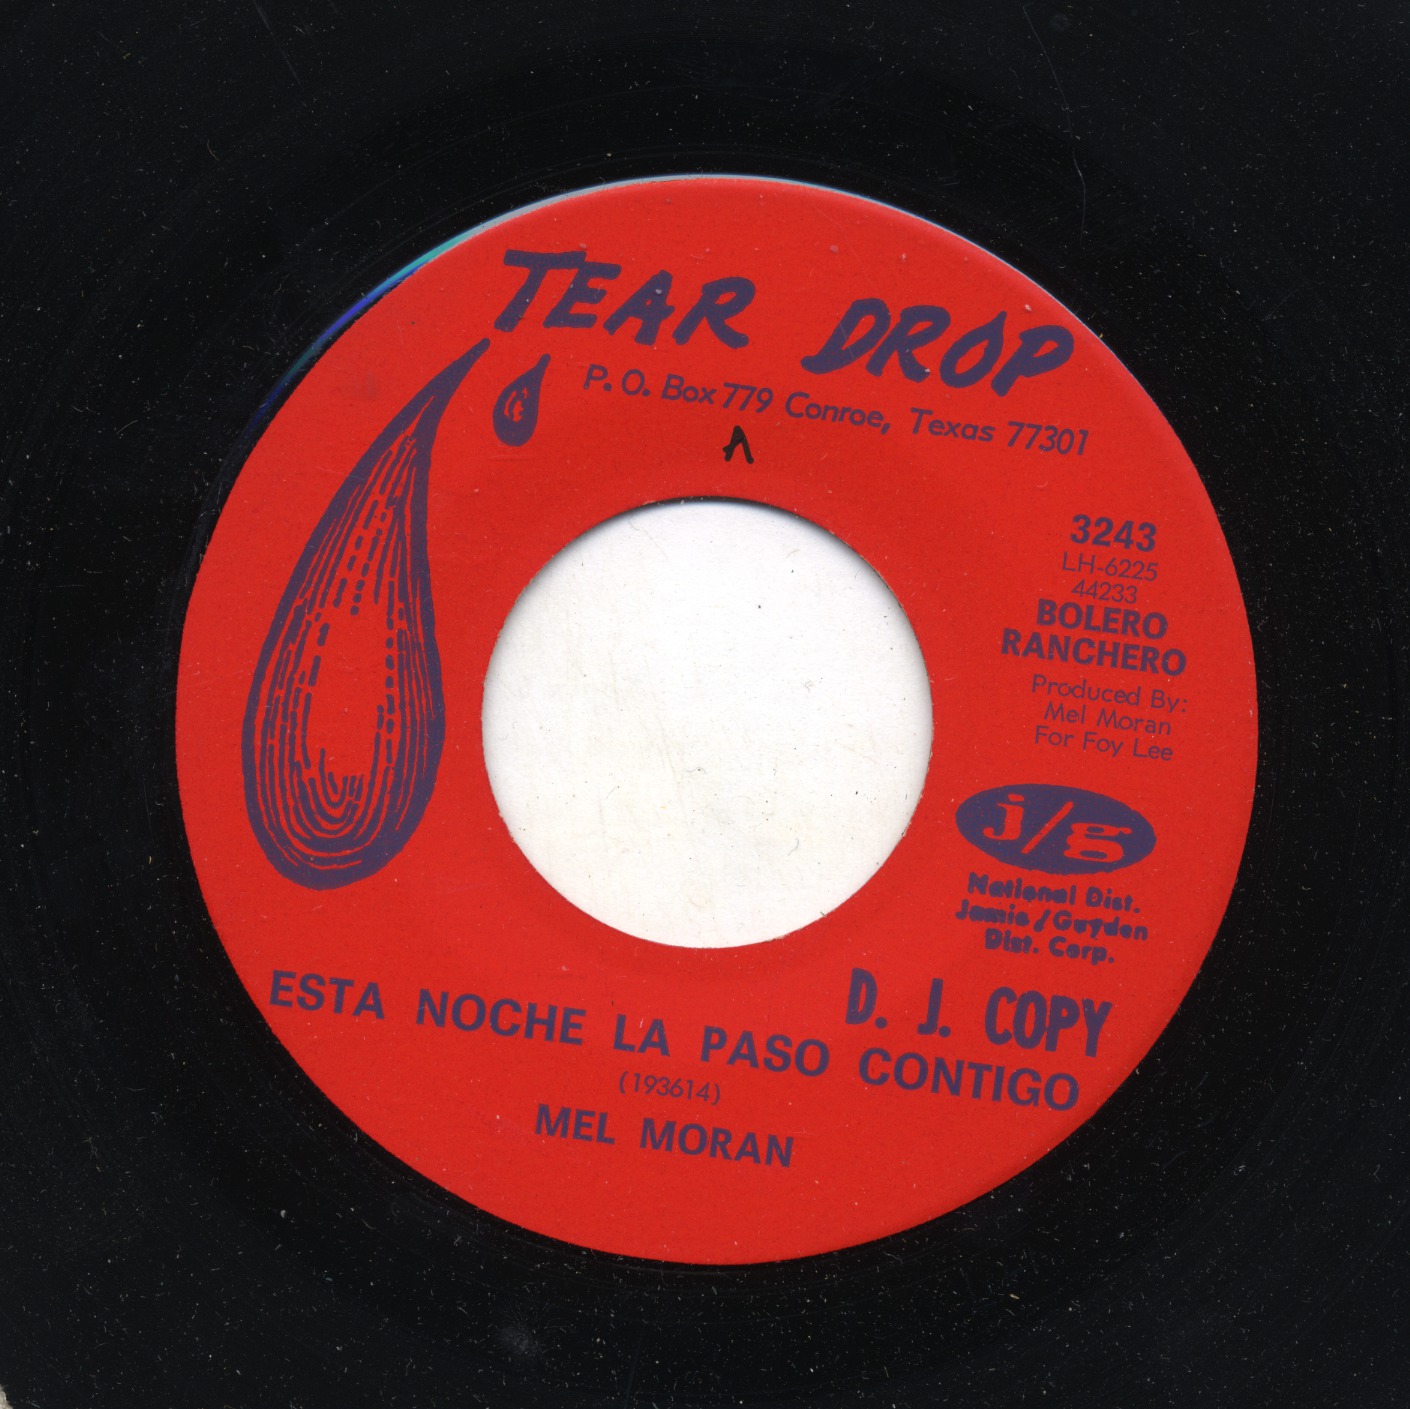 TEAR DROP
P. O. Box 779 Conroe, Texas 77301
A
3243
LH-6225
44233
BOLERO
RANCHERO
Produced By:
Mel Moran
For Foy Lee
j/g
National Dist.
Jamie/Guyden
Dist. Corp.
D. J. COPY
ESTA NOCHE LA PASO CONTIGO
(193614)
MEL MORAN